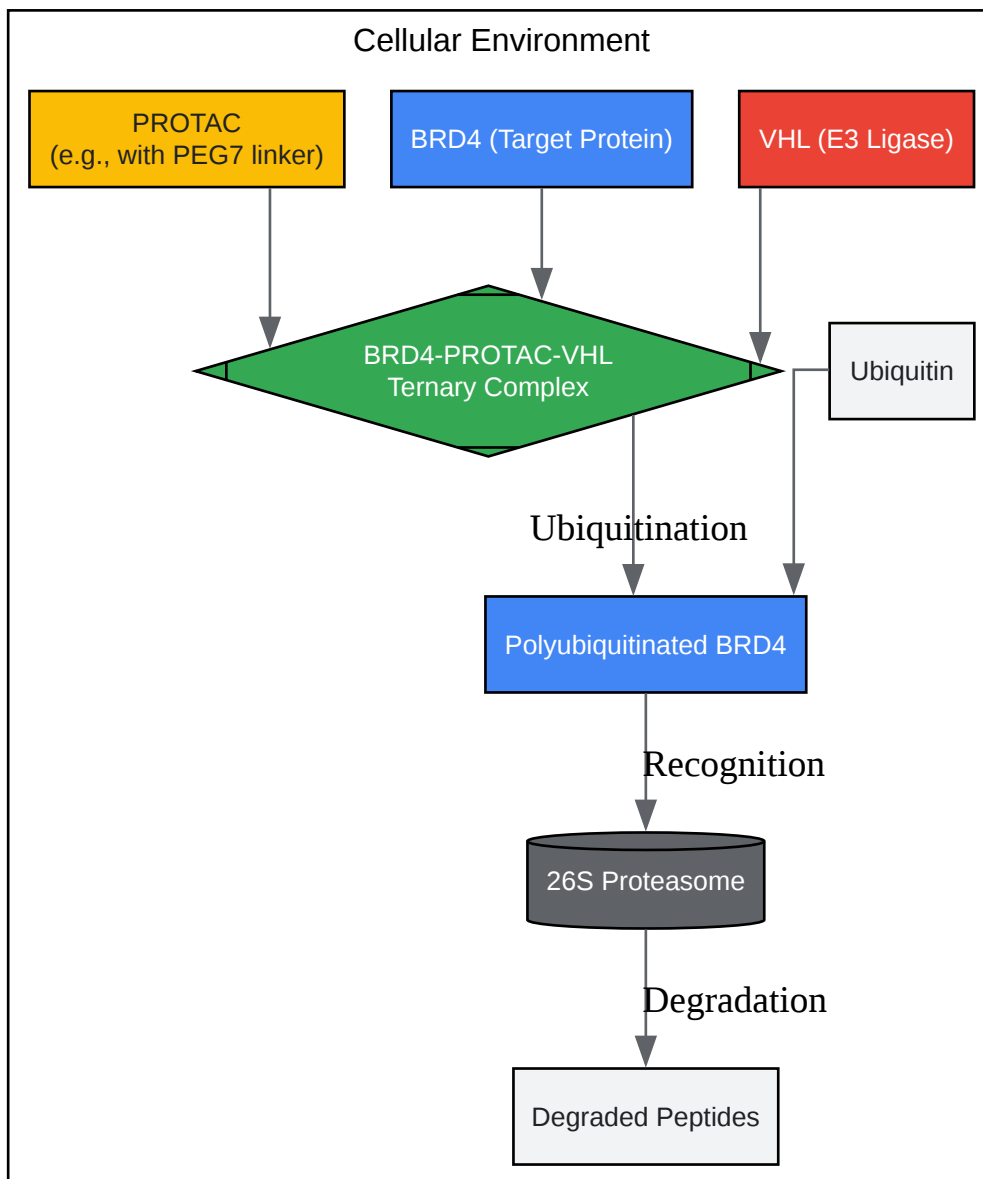 Cellular Environment
PROTAC
(e.g., with PEG7 linker)
BRD4 (Target Protein)
VHL (E3 Ligase)
BRD4-PROTAC-VHL
Ternary Complex
Ubiquitin
Ubiquitination
Polyubiquitinated BRD4
Recognition
26S Proteasome
Degradation
Degraded Peptides